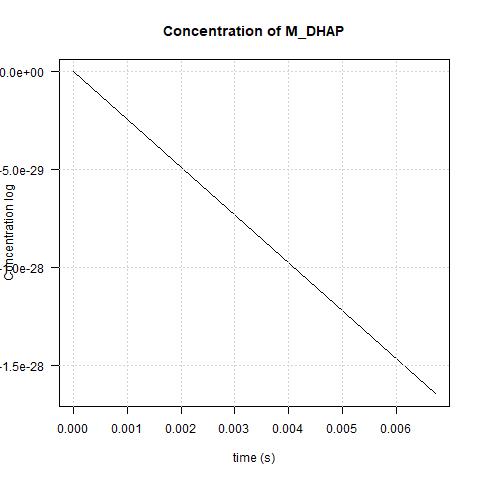 Concentration of M_DHAP
Concentration log
0.0e+00
-5.0e-29
-1.0e-28
-1.5e-28
0.000 0.001 0.002 0.003 0.004 0.005 0.006
time (s)